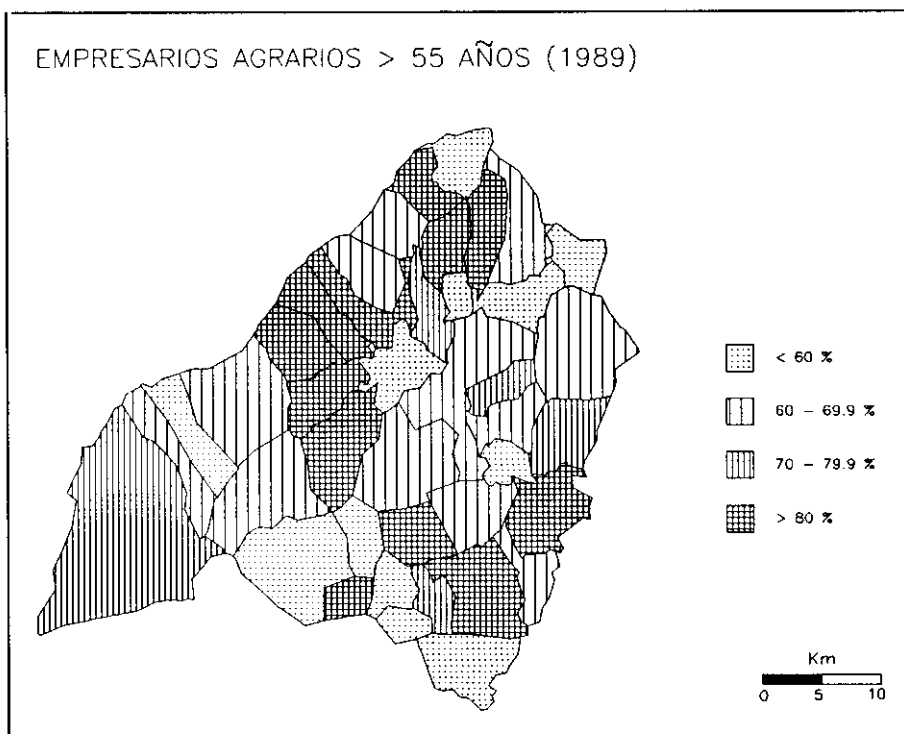 EMPRESARIOS AGRARIOS > 55 AÑOS (1989)
< 60 %
60 - 69.9 %
70 - 79.9 %
> 80 %
Km
0 5 10